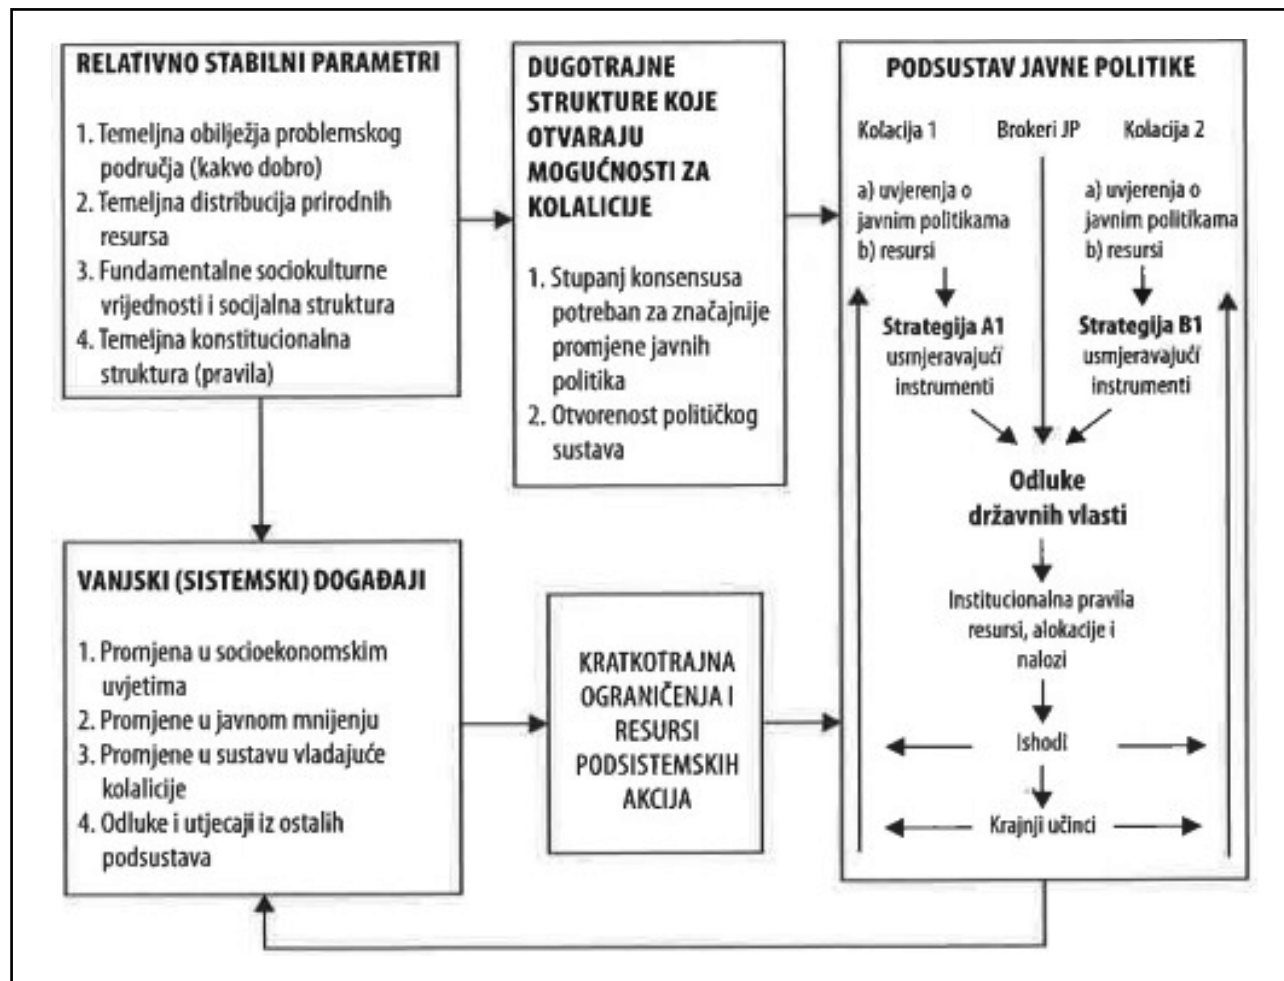 RELATIVNO STABILNI PARAMETRI
1. Temeljna obilježja problemskog
područja (kakvo dobro)
2. Temeljna distribucija prirodnih
resursa
3. Fundamentalne sociokulturne
vrijednosti i socijalna struktura
4. Temeljna konstitucionalna
struktura (pravila)
DUGOTRAJNE
STRUKTURE KOJE
OTVARAJU
MOGUĆNOSTI ZA
KOLALICIJE
1. Stupanj konsensusa
potreban za značajnije
promjene javnih
politika
2. Otvorenost političkog
sustava
PODSUSTAV JAVNE POLITIKE
Kolacija 1
Brokeri JP
Kolacija 2
a) uvjerenja o
javnim politikama
b) resursi
a) uvjerenja o
javnim politikama
b) resursi
Strategija A1
usmjeravajući
instrumenti
Strategija B1
usmjeravajući
instrumenti
Odluke
državnih vlasti
Institucionalna pravila
resursi, alokacije i
nalozi
Ishodi
Krajnji učinci
VANJSKI (SISTEMSKI) DOGAĐAJI
1. Promjena u socioekonomskim
uvjetima
2. Promjene u javnom mnijenju
3. Promjene u sustavu vladajuće
kolalicije
4. Odluke i utjecaji iz ostalih
podsustava
KRATKOTRAJNA
OGRANIČENJA I
RESURSI
PODSISTEMSKIH
AKCIJA